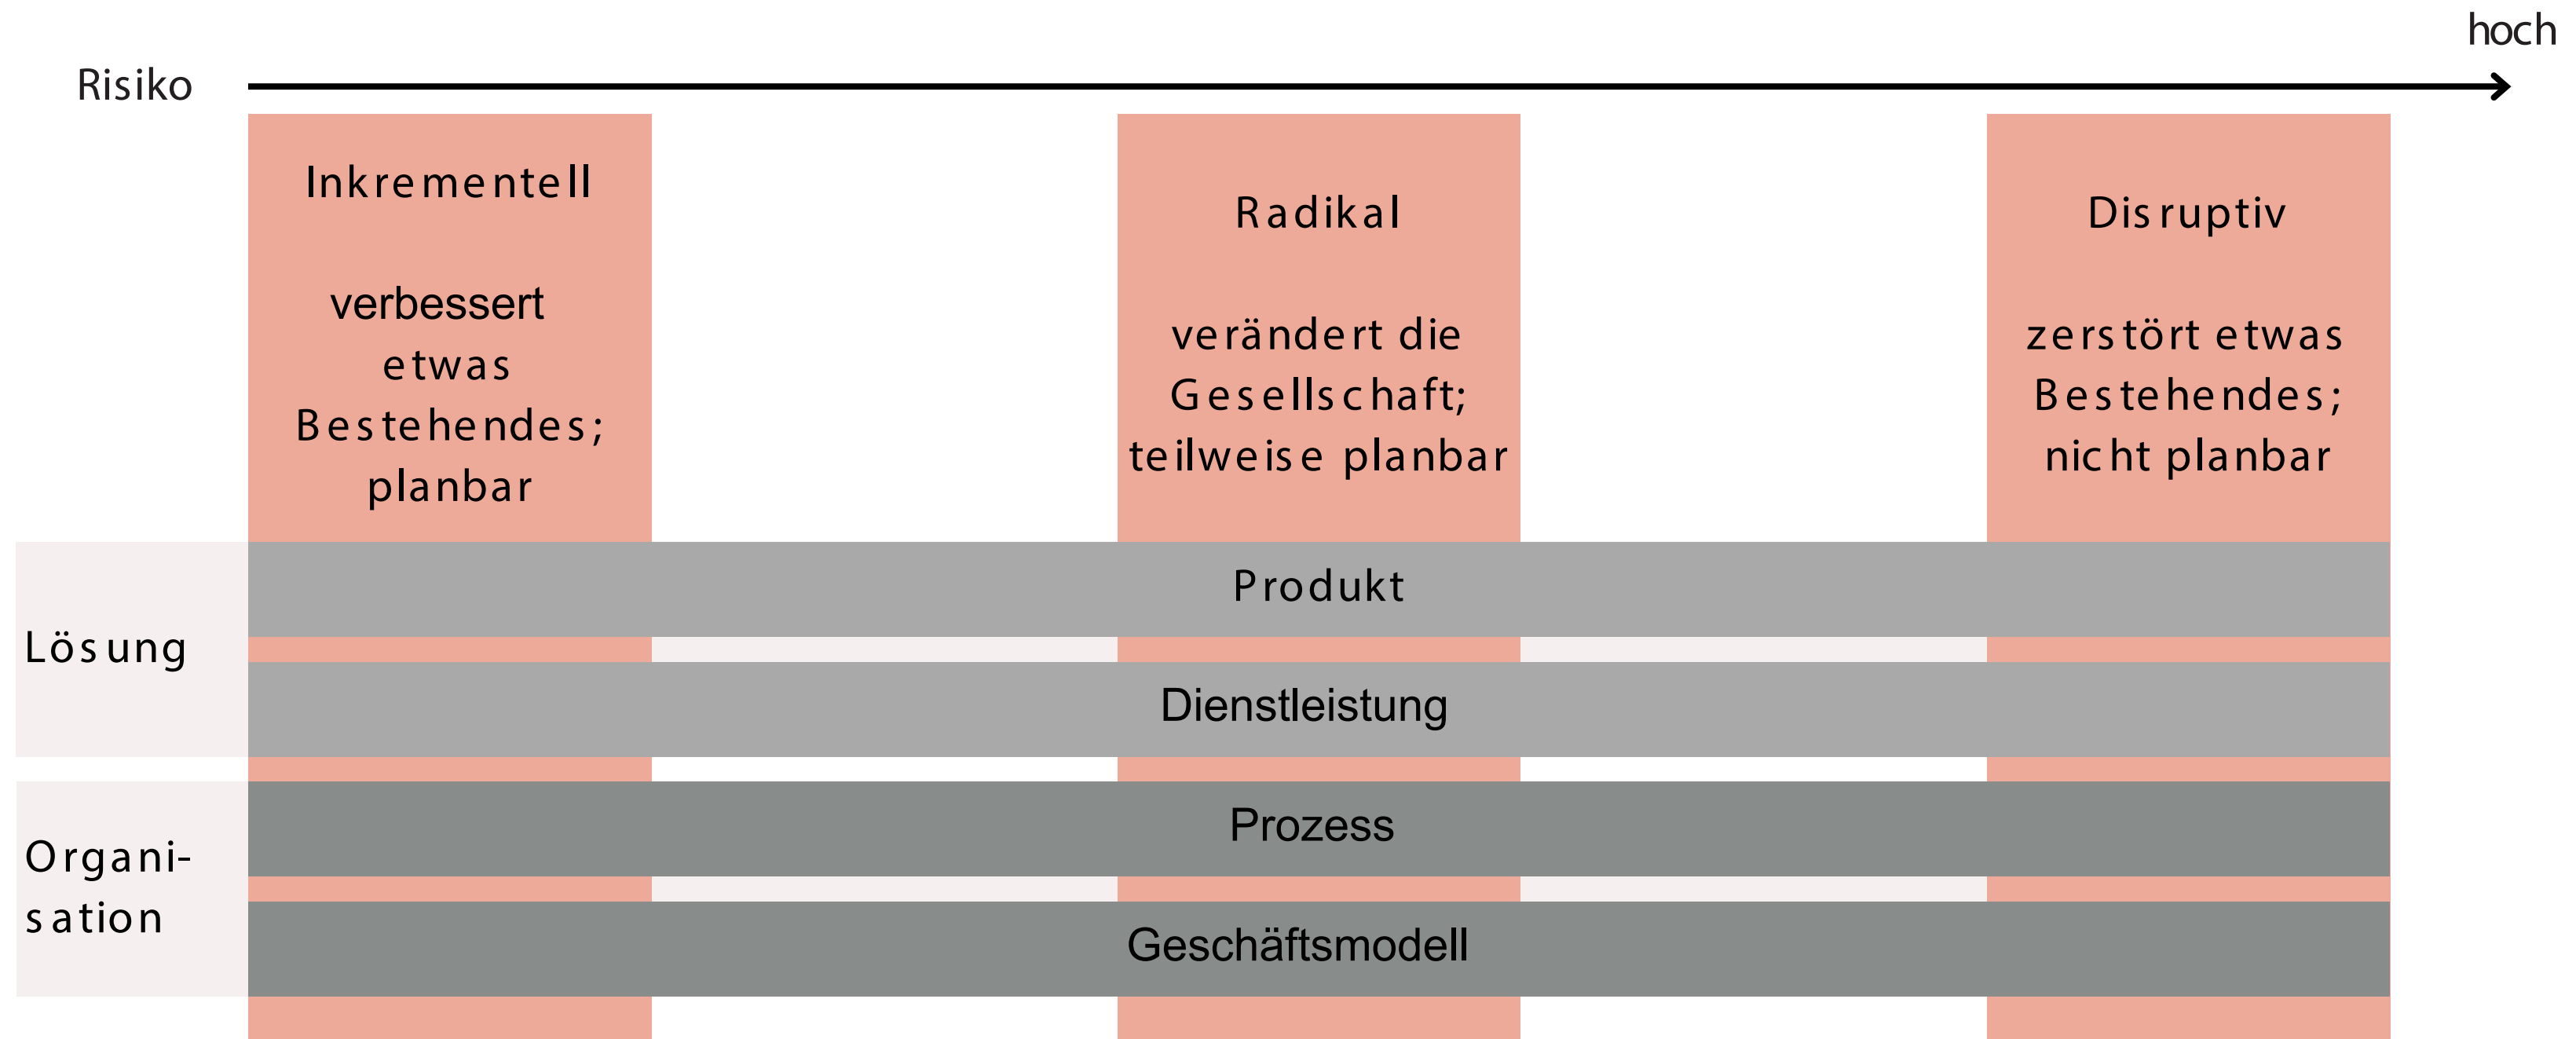 hoch
Risiko
Inkrementell
verbessert
etwas
Bestehendes;
planbar
Radikal
verändert die
Gesellschaft;
teilweise planbar
Disruptiv
zerstört etwas
Bestehendes;
nicht planbar
Lösung
Produkt
Dienstleistung
Organi-
sation
Prozess
Geschäftsmodell